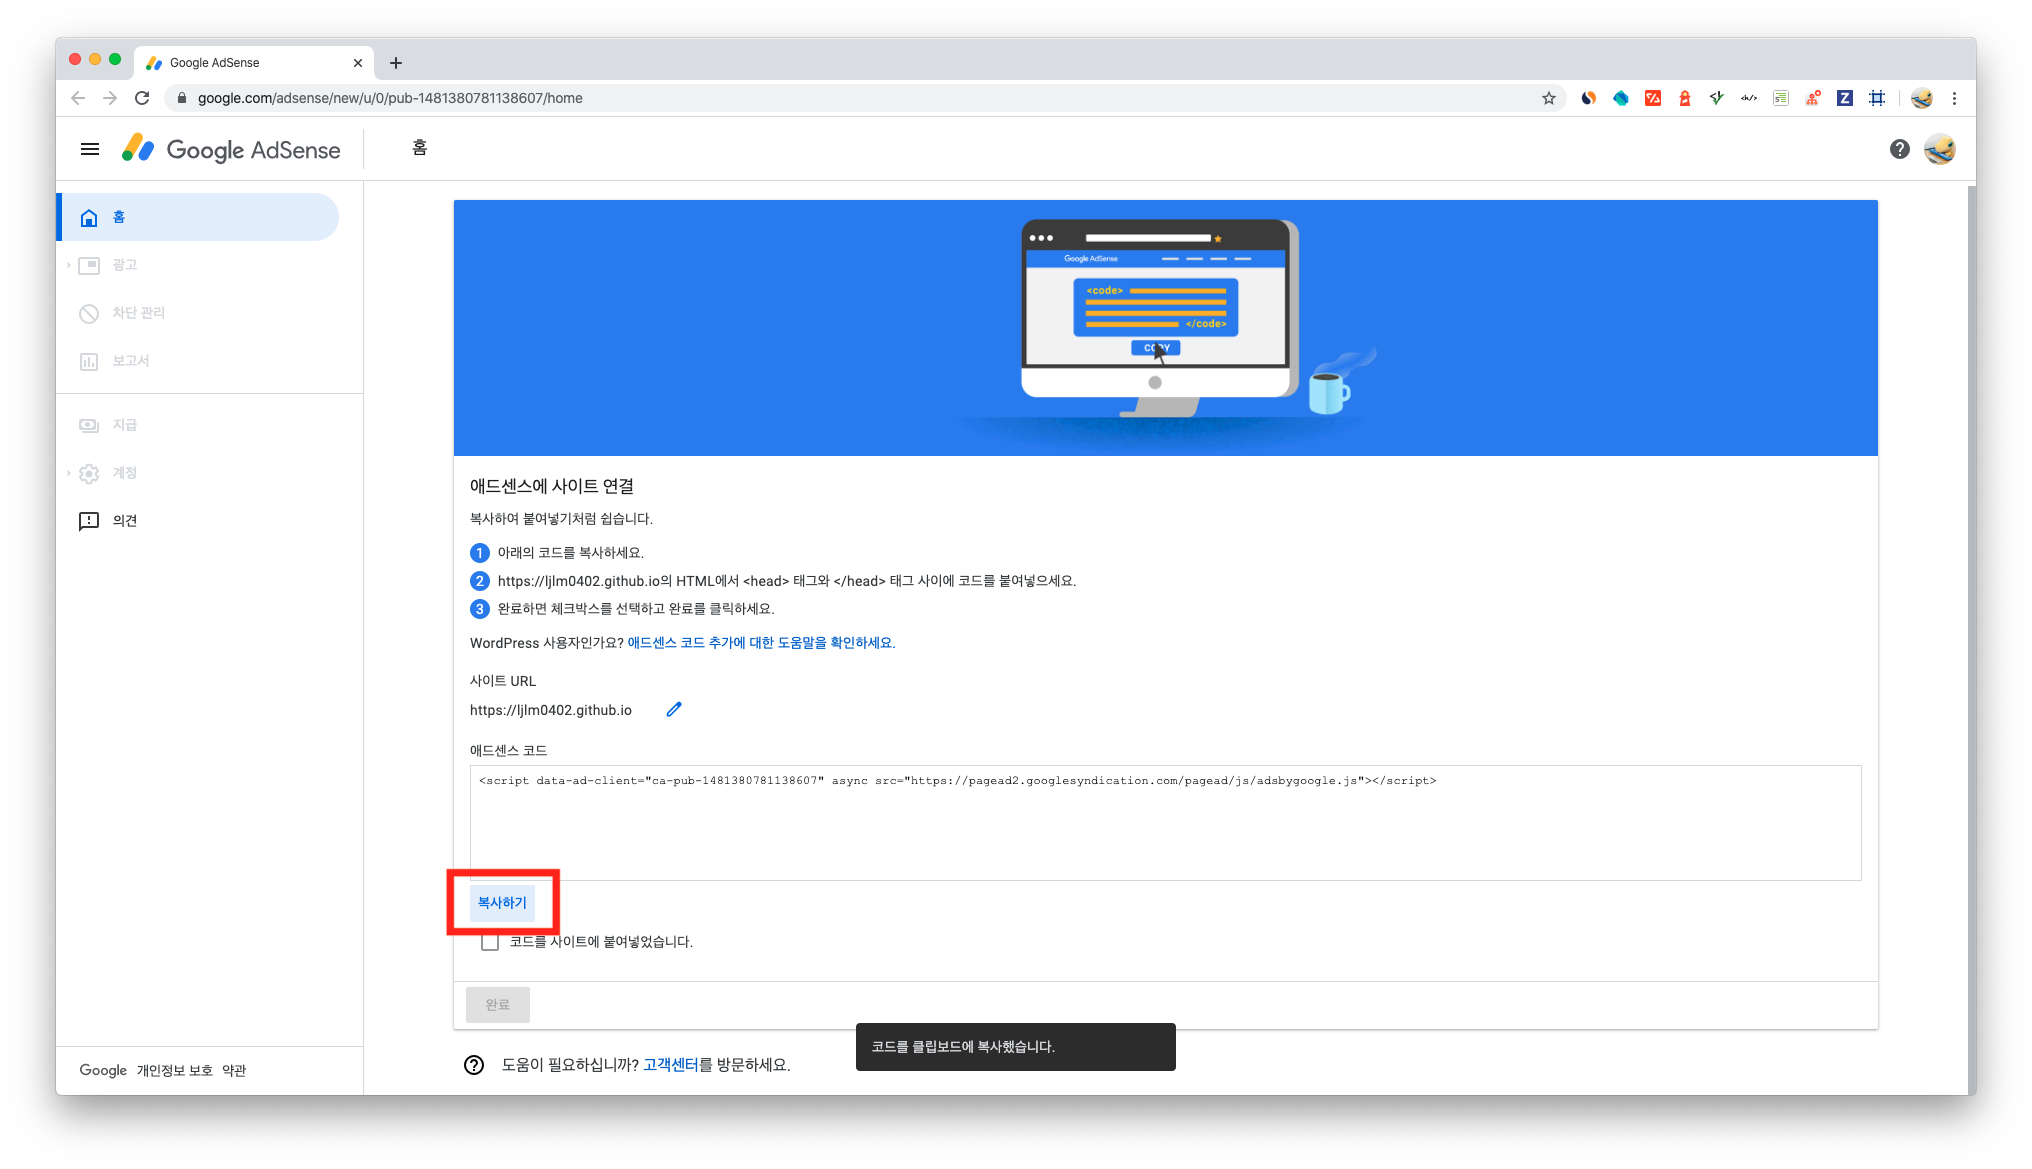 Google AdSense
google.com/adsense/new/u/0/pub-1481380781138607/home
Google AdSense
홈
홈
광고
차단 관리
보고서
지급
계정
의견
Google 개인정보 보호 약관
Google AdSense
<code>
</code>
COPY
애드센스에 사이트 연결
복사하여 붙여넣기처럼 쉽습니다.
1 아래의 코드를 복사하세요.
2 https://ljlm0402.github.io의 HTML에서 <head> 태그와 </head> 태그 사이에 코드를 붙여넣으세요.
3 완료하면 체크박스를 선택하고 완료를 클릭하세요.
WordPress 사용자인가요? 애드센스 코드 추가에 대한 도움말을 확인하세요.
사이트 URL
https://ljlm0402.github.io
애드센스 코드
<script data-ad-client="ca-pub-1481380781138607" async src="https://pagead2.googlesyndication.com/pagead/js/adsbygoogle.js"></script>
복사하기
코드를 사이트에 붙여넣었습니다.
완료
코드를 클립보드에 복사했습니다.
도움이 필요하십니까? 고객센터를 방문하세요.